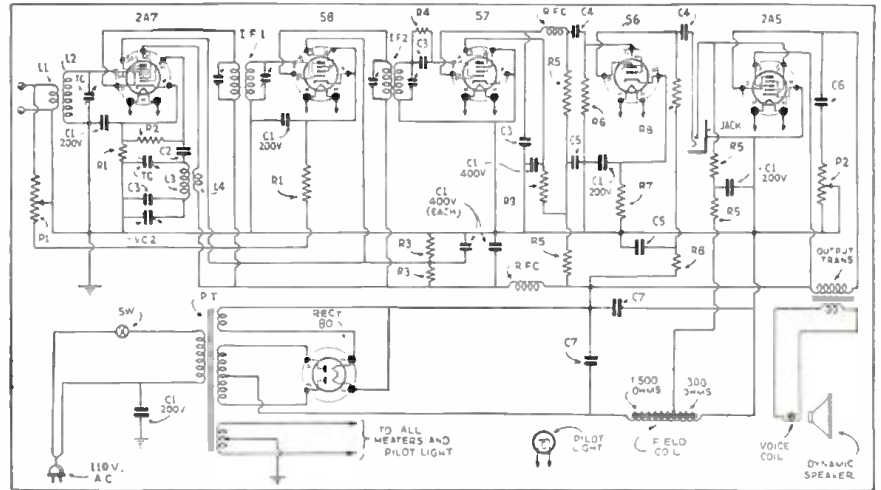 2A7
IF1
58
IF2
R4
C3
57
RFC
C4
56
C4
2A5
L1
L2
TC
C1
200V
R2
C2
R1
TC
L3
L4
C3
VC2
P1
C1
200V
R1
C3
C1
400V
R3
R5
C5
R6
C1
200V
R8
R7
C5
JACK
R5
C1
200V
R5
C6
P2
C1
400V
(EACH)
R3
R3
RFC
R5
R8
OUTPUT
TRANS
SW
PT
RECT
80
C7
C7
C1
200V
110V.
AC
TO ALL
HEATERS AND
PILOT LIGHT
PILOT
LIGHT
1500
OHMS
300
OHMS
FIELD
COIL
VOICE
COIL
DYNAMIC
SPEAKER